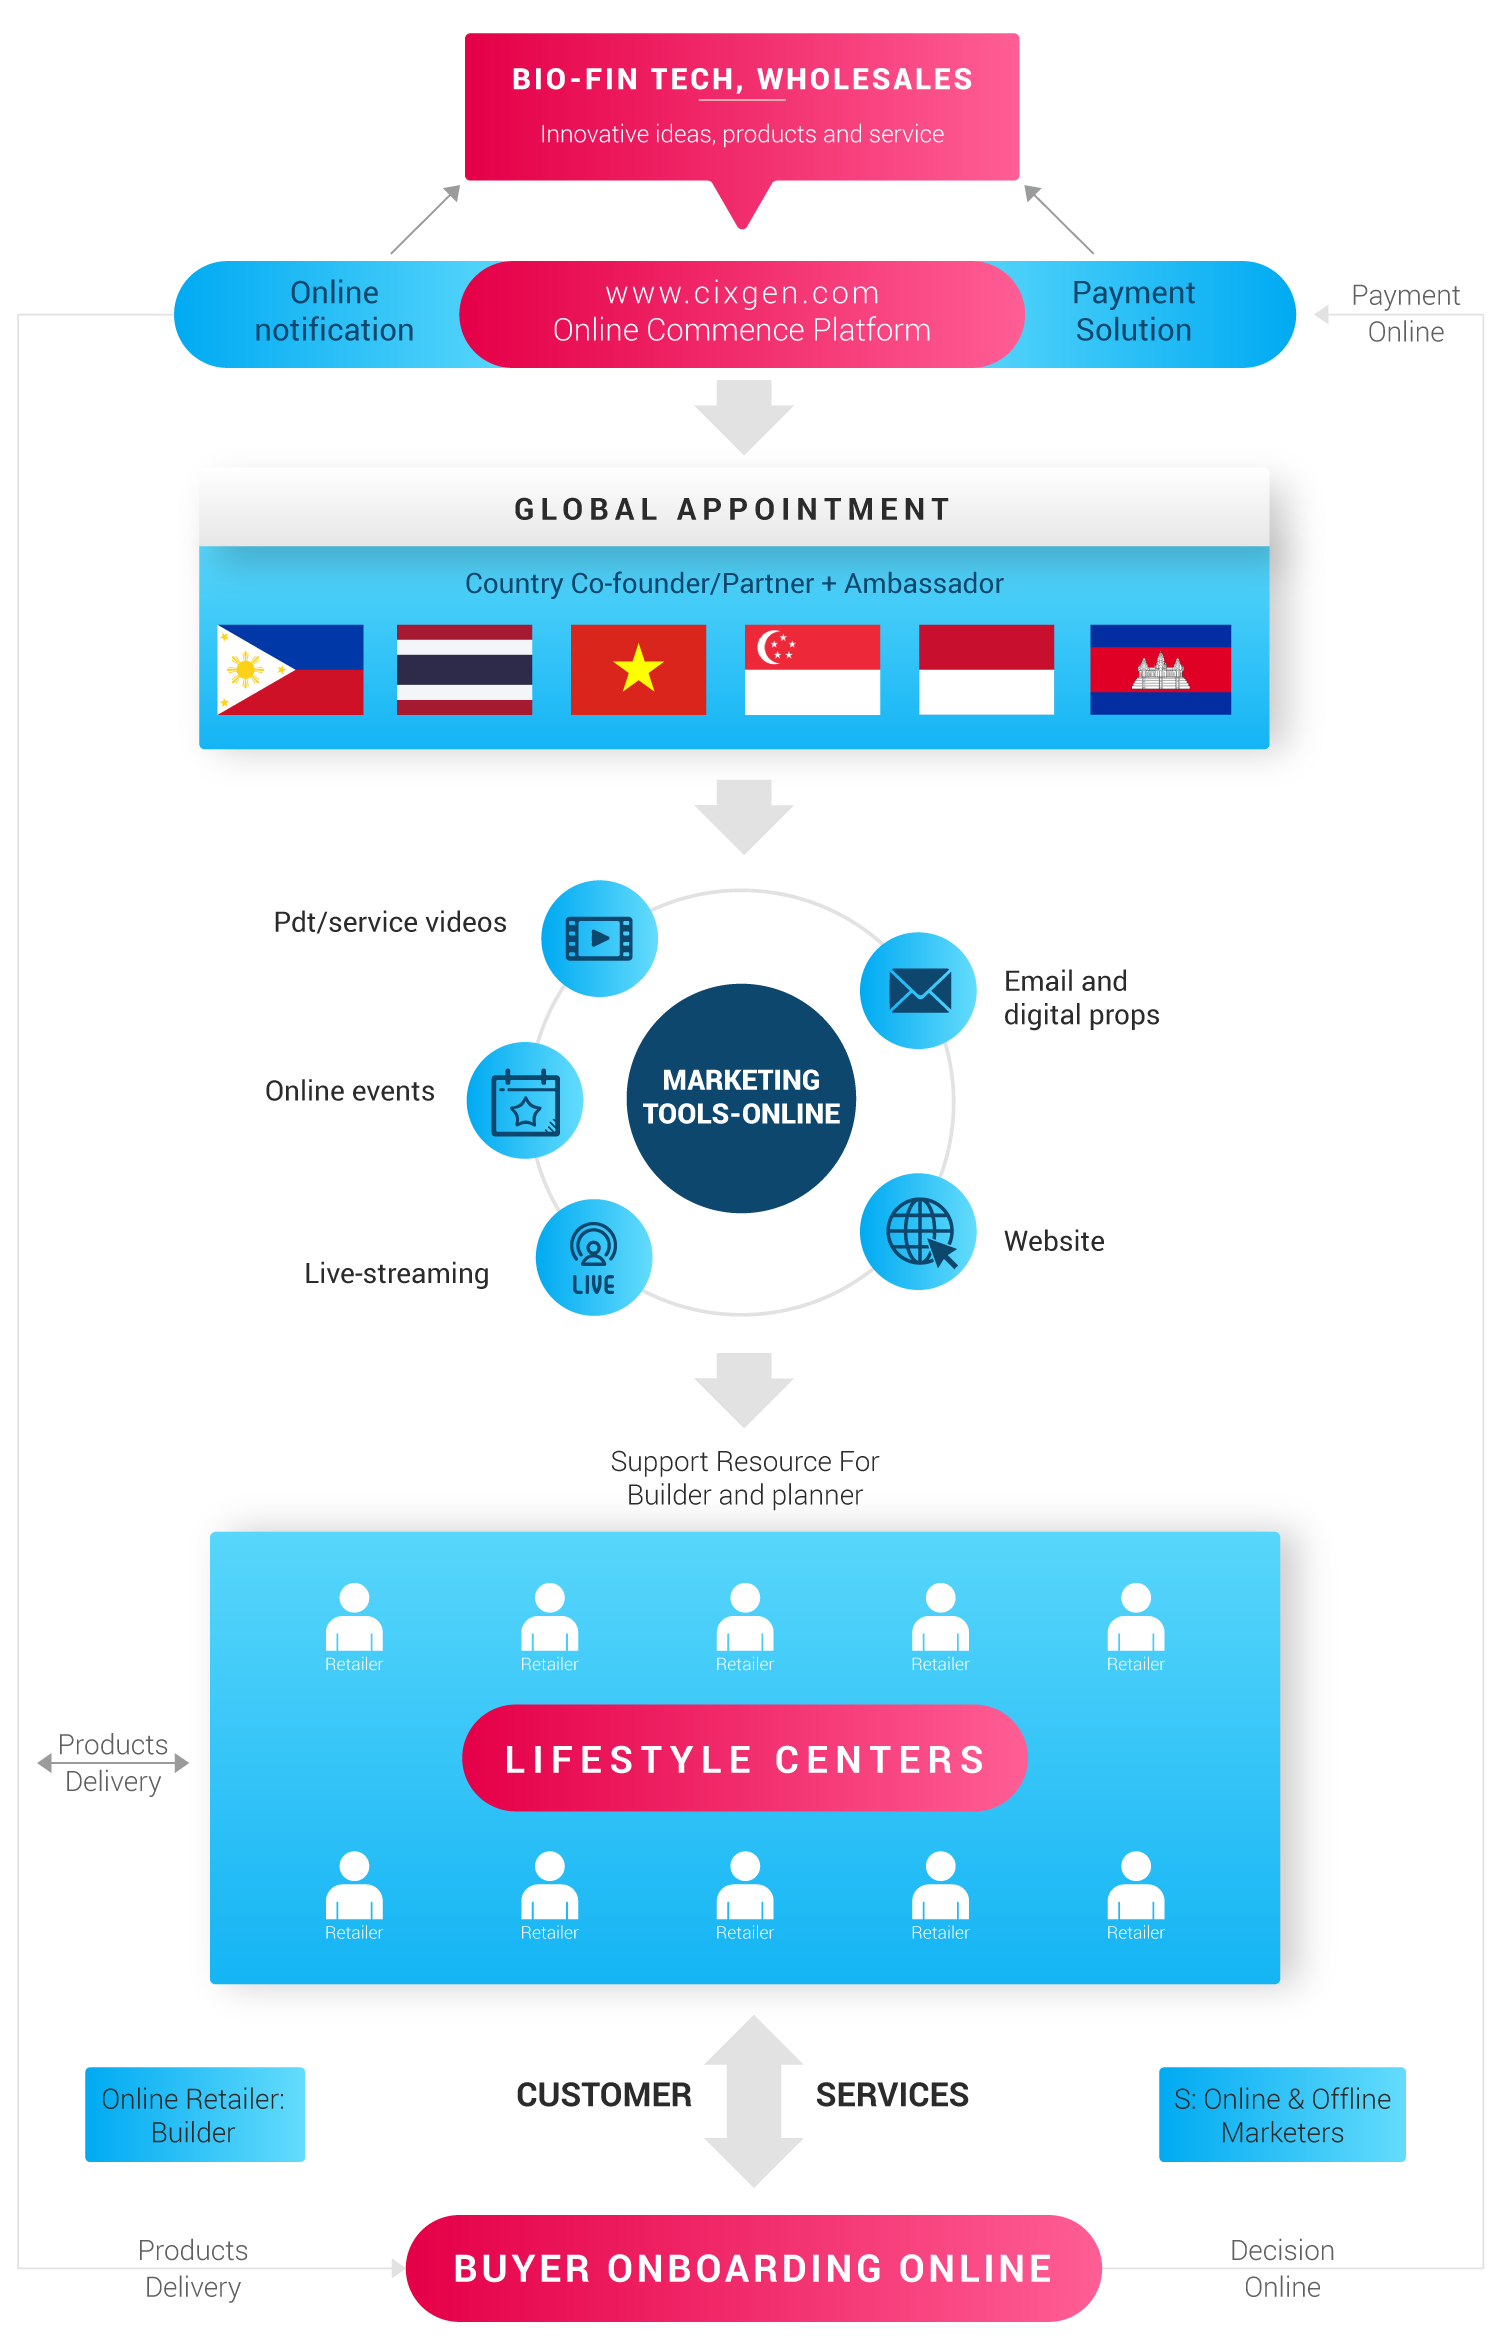 BIO-FIN TECH, WHOLESALES
Innovative ideas, products and service
Online
notification
www.cixgen.com
Online Commence Platform
Payment
Solution
Payment
Online
GLOBAL APPOINTMENT
Country Co-founder/Partner + Ambassador
Pdt/service videos
Email and
digital props
MARKETING
TOOLS-ONLINE
Online events
Website
Live-streaming
LIVE
Support Resource For
Builder and planner
Retailer
Retailer
Retailer
Retailer
Retailer
LIFESTYLE CENTERS
Products
Delivery
Retailer
Retailer
Retailer
Retailer
Retailer
Online Retailer:
Builder
CUSTOMER
SERVICES
S: Online & Offline
Marketers
Products
Delivery
BUYER ONBOARDING ONLINE
Decision
Online